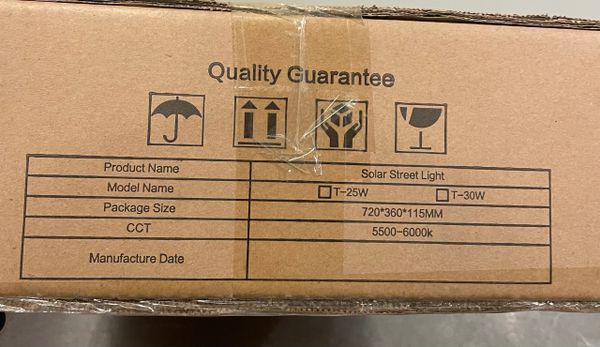 Quality Guarantee
Product Name Solar Street Light
Model Name T-25W T-30W
Package Size 720*360*115MM
CCT 5500-6000k
Manufacture Date